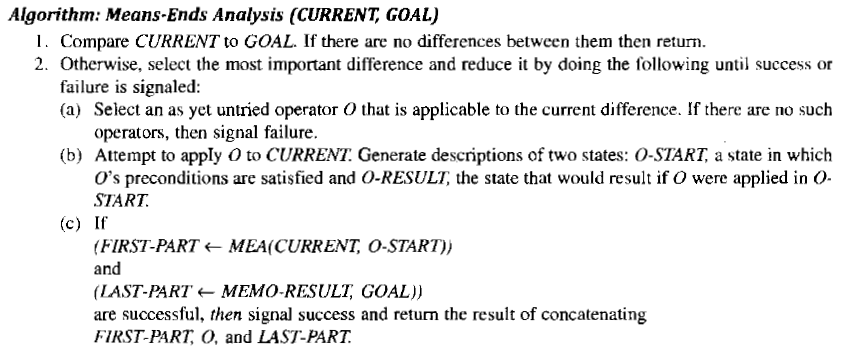 Algorithm: Means-Ends Analysis (CURRENT, GOAL)
1. Compare CURRENT to GOAL. If there are no differences between them then return.
2. Otherwise, select the most important difference and reduce it by doing the following until success or
failure is signaled:
(a) Select an as yet untried operator O that is applicable to the current difference. If there are no such
operators, then signal failure.
(b) Attempt to apply O to CURRENT. Generate descriptions of two states: O-START, a state in which
O's preconditions are satisfied and O-RESULT, the state that would result if O were applied in O-
START.
(c) If
(FIRST-PART ← MEA(CURRENT, O-START))
and
(LAST-PART ← MEMO-RESULT, GOAL))
are successful, then signal success and return the result of concatenating
FIRST-PART, O, and LAST-PART.